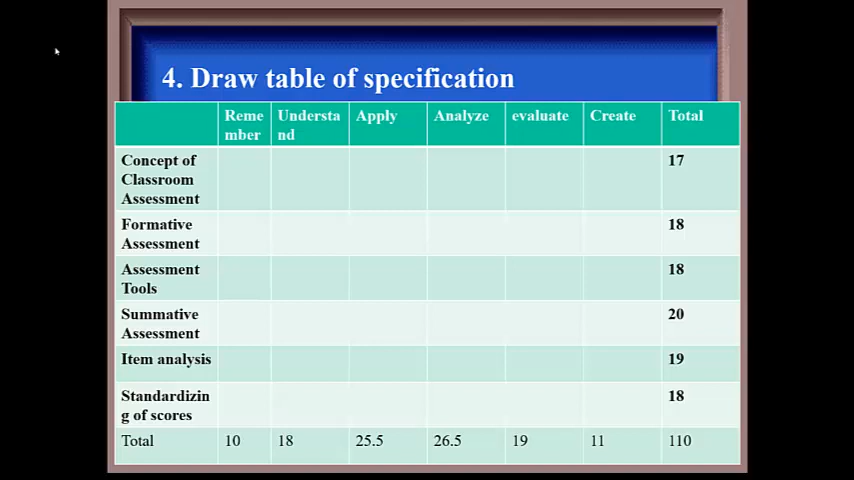 4. Draw table of specification
Reme Understa Apply Analyze evaluate Create Total
mber nd
Concept of 17
Classroom
Assessment
Formative 18
Assessment
Assessment 18
Tools
Summative 20
Assessment
Item analysis 19
Standardizin 18
g of scores
Total 10 18 25.5 26.5 19 11 110